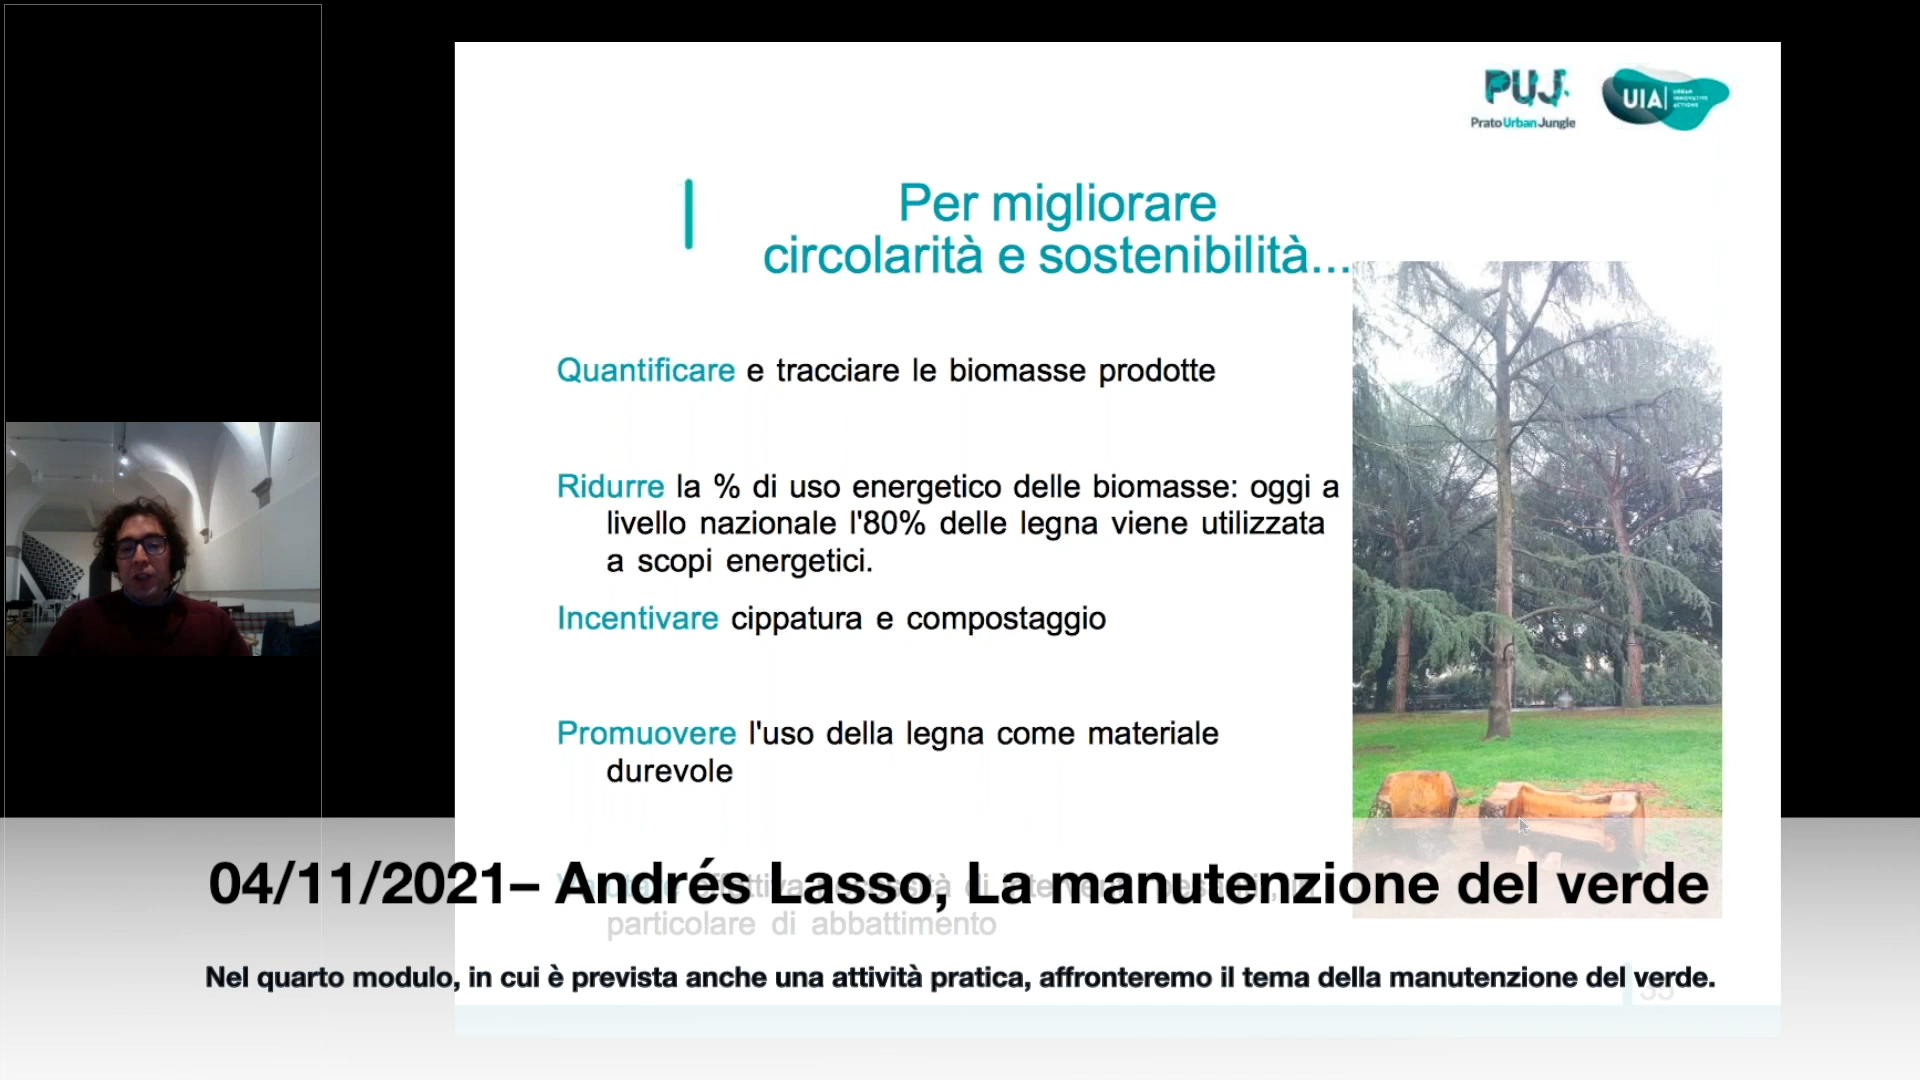 PUJ
Prato Urban Jungle
UIA
URBAN
INNOVATIVE
ACTIONS
Per migliorare
circolarità e sostenibilità...
Quantificare e tracciare le biomasse prodotte
Ridurre la % di uso energetico delle biomasse: oggi a
livello nazionale l'80% delle legna viene utilizzata
a scopi energetici.
Incentivare cippatura e compostaggio
Promuovere l'uso della legna come materiale
durevole
04/11/2021– Andrés Lasso, La manutenzione del verde
particolare di abbattimento
Nel quarto modulo, in cui è prevista anche una attività pratica, affronteremo il tema della manutenzione del verde.